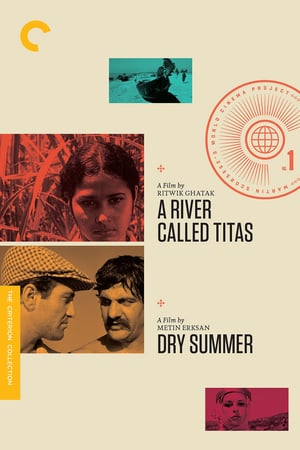 MARTIN SCORSESE'S WORLD CINEMA PROJECT
No 1
A Film by
RITWIK GHATAK
A RIVER
CALLED TITAS
A Film by
METIN ERKSAN
DRY SUMMER
THE CRITERION COLLECTION